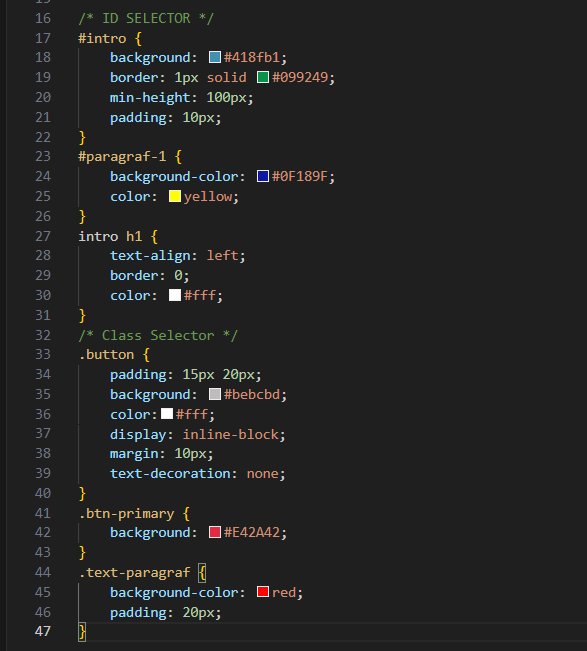 16 /* ID SELECTOR */
17 #intro {
18 background: #418fb1;
19 border: 1px solid #099249;
20 min-height: 100px;
21 padding: 10px;
22 }
23 #paragraf-1 {
24 background-color: #0F189F;
25 color: yellow;
26 }
27 intro h1 {
28 text-align: left;
29 border: 0;
30 color: #fff;
31 }
32 /* Class Selector */
33 .button {
34 padding: 15px 20px;
35 background: #bebcbd;
36 color:#fff;
37 display: inline-block;
38 margin: 10px;
39 text-decoration: none;
40 }
41 .btn-primary {
42 background: #E42A42;
43 }
44 .text-paragraf {
45 background-color: red;
46 padding: 20px;
47 }